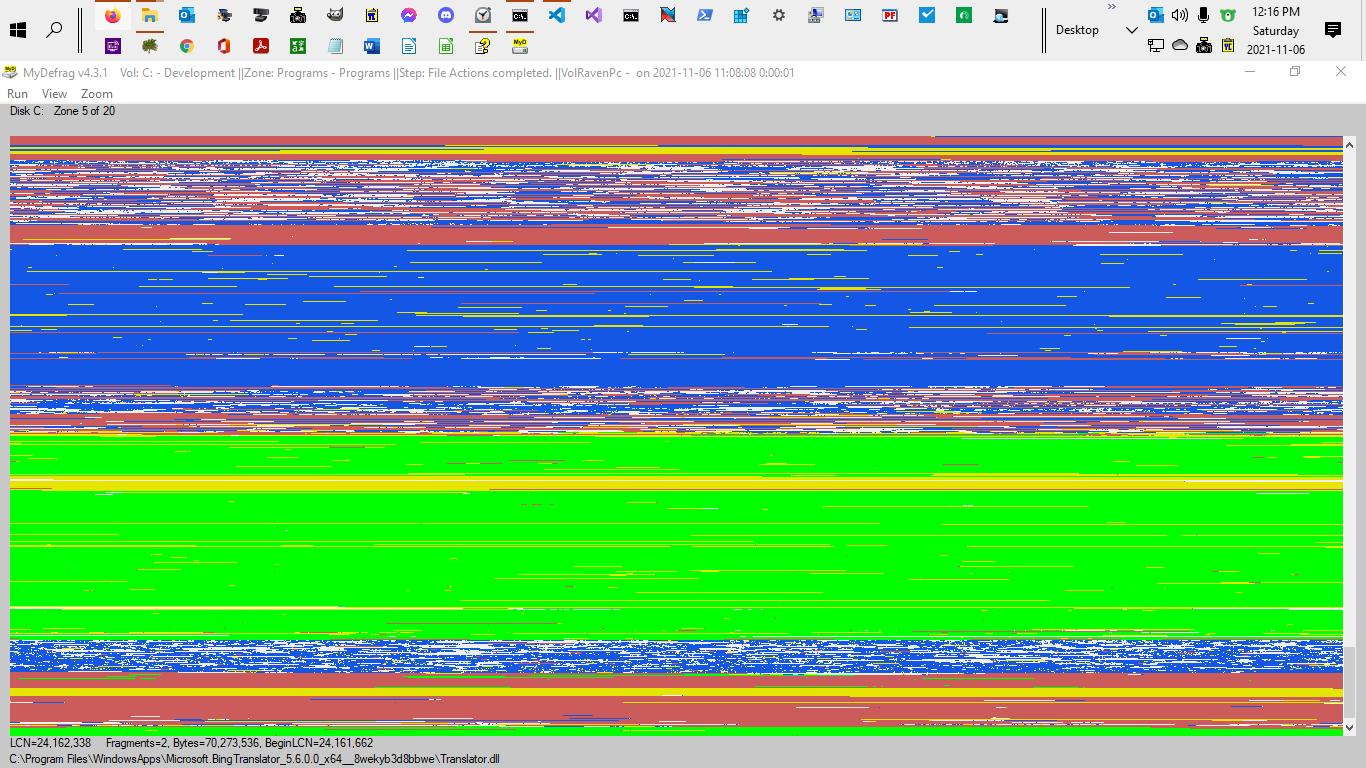 12:16 PM
Desktop
Saturday
2021-11-06
MyDefrag v4.3.1 Vol: C: - Development ||Zone: Programs - Programs ||Step: File Actions completed. ||VolRavenPc - on 2021-11-06 11:08:08 0:00:01
Run View Zoom
Disk C: Zone 5 of 20
LCN=24,162,338 Fragments=2, Bytes=70,273,536, BeginLCN=24,161,662
C:\Program Files\WindowsApps\Microsoft.BingTranslator_5.6.0.0_x64__8wekyb3d8bbwe\Translator.dll